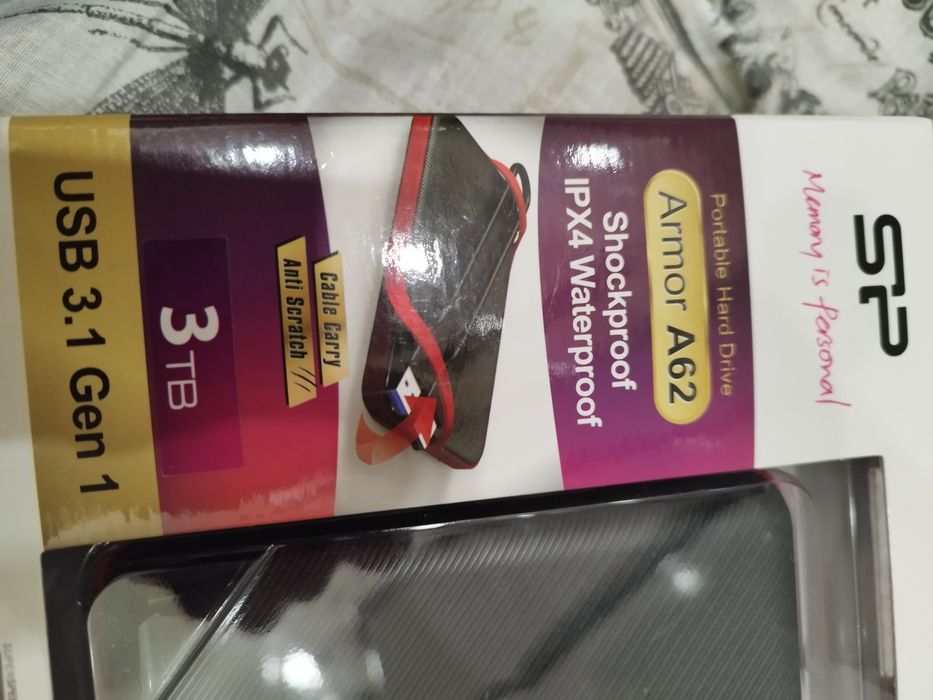 SP
Memory is Personal
Portable Hard Drive
Armor A62
Shockproof
IPX4 Waterproof
Cable Carry
Anti Scratch
3TB
USB 3.1 Gen 1